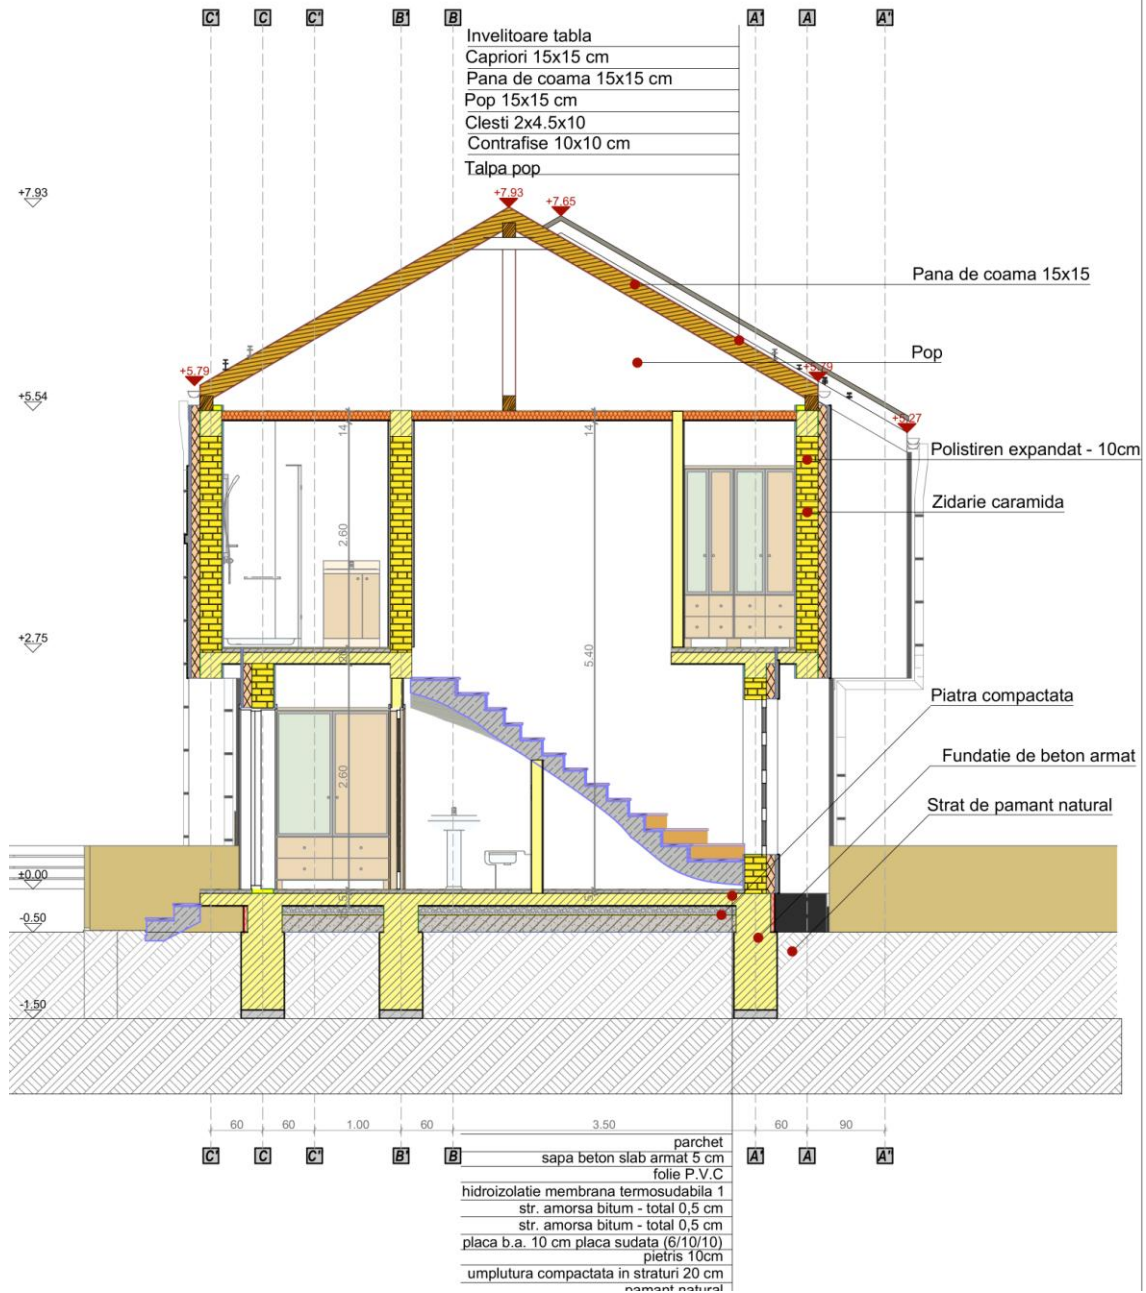 C' C C' B' B A' A A'
Invelitoare tabla
Capriori 15x15 cm
Pana de coama 15x15 cm
Pop 15x15 cm
Clesti 2x4.5x10
Contrafise 10x10 cm
Talpa pop
+7.93 +7.93 +7.65
Pana de coama 15x15
Pop
+5.79 +5.79
+5.54
+5.27
14 14
Polistiren expandat - 10cm
Zidarie caramida
2.60
+2.75
5.40
Piatra compactata
Fundatie de beton armat
2.60
Strat de pamant natural
±0.00
-0.50
-1.50
60 60 1.00 60 3.50 60 90
C' C C' B' B A' A A'
parchet
sapa beton slab armat 5 cm
folie P.V.C
hidroizolatie membrana termosudabila 1
str. amorsa bitum - total 0,5 cm
str. amorsa bitum - total 0,5 cm
placa b.a. 10 cm placa sudata (6/10/10)
pietris 10cm
umplutura compactata in straturi 20 cm
pamant natural